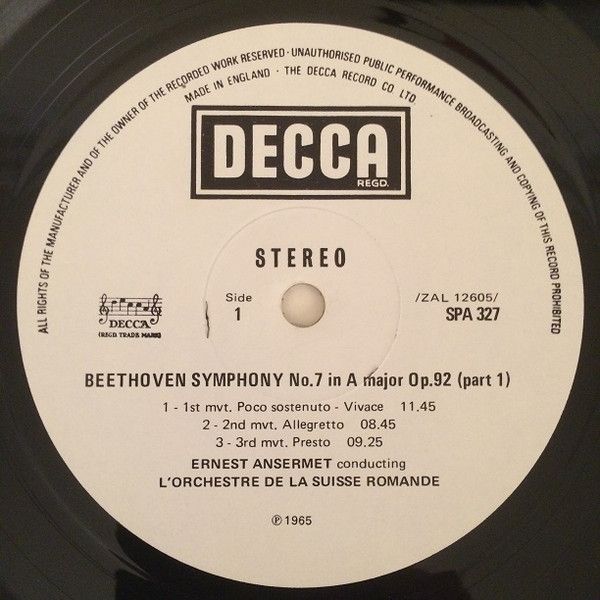 ALL RIGHTS OF THE MANUFACTURER AND OF THE OWNER OF THE RECORDED WORK RESERVED · UNAUTHORISED PUBLIC PERFORMANCE BROADCASTING AND COPYING OF THIS RECORD PROHIBITED
MADE IN ENGLAND · THE DECCA RECORD CO. LTD.
DECCA
REGD.
STEREO
Side
1
/ZAL 12605/
SPA 327
DECCA
(REGD. TRADE MARK)
BEETHOVEN SYMPHONY No.7 in A major Op.92 (part 1)
1 - 1st mvt. Poco sostenuto - Vivace 11.45
2 - 2nd mvt. Allegretto 08.45
3 - 3rd mvt. Presto 09.25
ERNEST ANSERMET conducting
L'ORCHESTRE DE LA SUISSE ROMANDE
℗ 1965